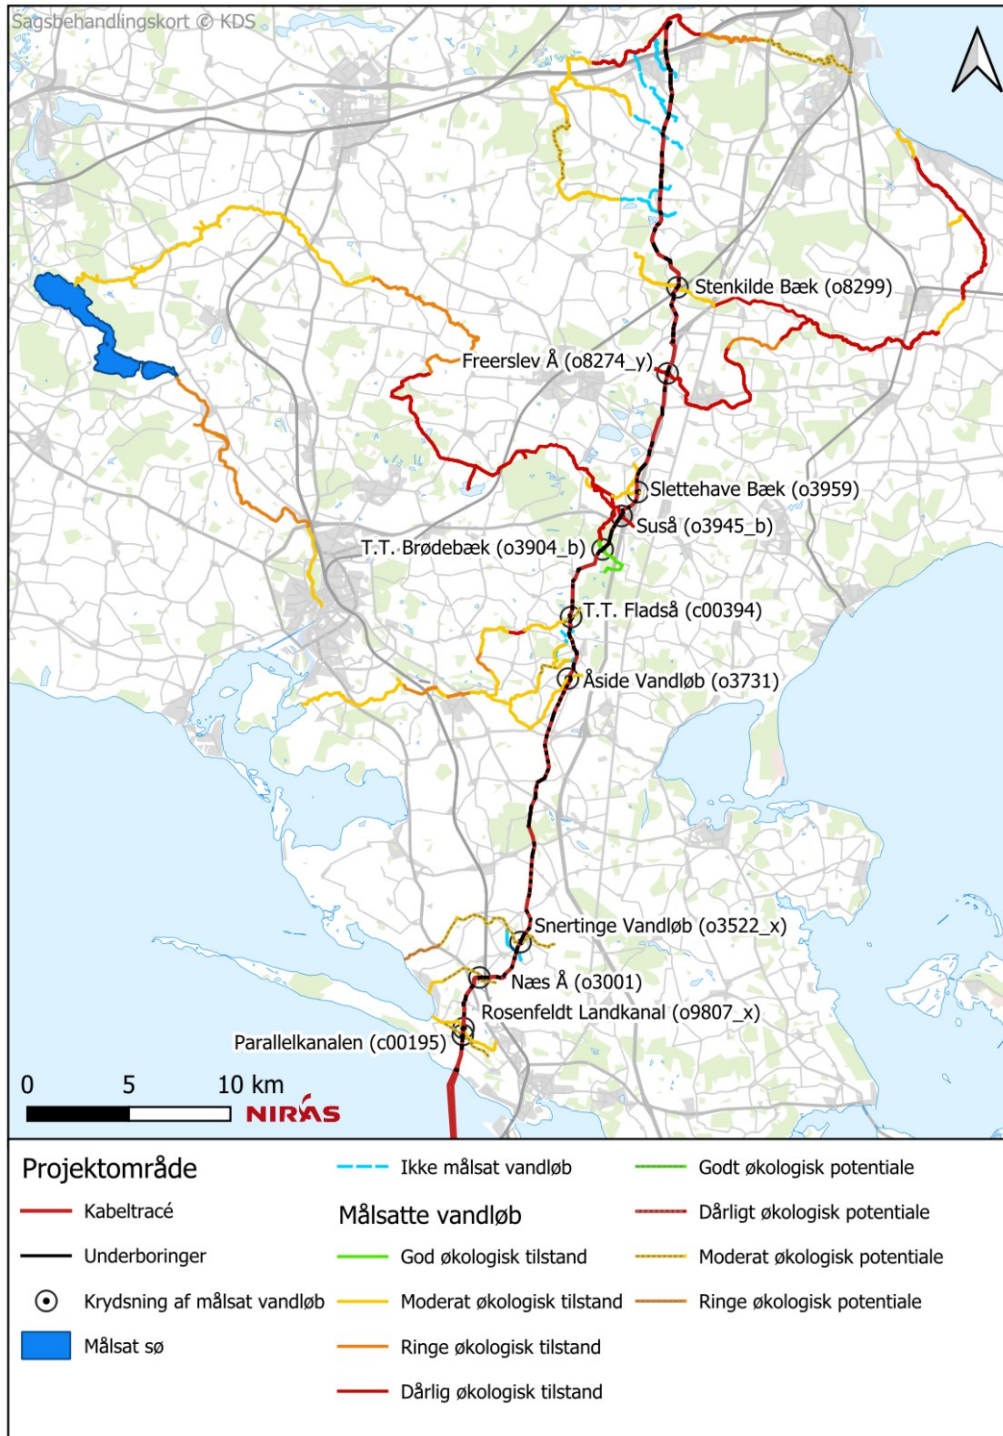 Sagsbehandlingskort © KDS
Stenkilde Bæk (o8299)
Freerslev Å (o8274_y)
Slettehave Bæk (o3959)
Suså (o3945_b)
T.T. Brødebæk (o3904_b)
T.T. Fladså (c00394)
Åside Vandløb (o3731)
Snertinge Vandløb (o3522_x)
Næs Å (o3001)
Rosenfeldt Landkanal (o9807_x)
Parallelkanalen (c00195)
0 5 10 km
NIRAS
Projektområde
Kabeltracé
Underboringer
Krydsning af målsat vandløb
Målsat sø
Ikke målsat vandløb
Målsatte vandløb
God økologisk tilstand
Moderat økologisk tilstand
Ringe økologisk tilstand
Dårlig økologisk tilstand
Godt økologisk potentiale
Dårligt økologisk potentiale
Moderat økologisk potentiale
Ringe økologisk potentiale